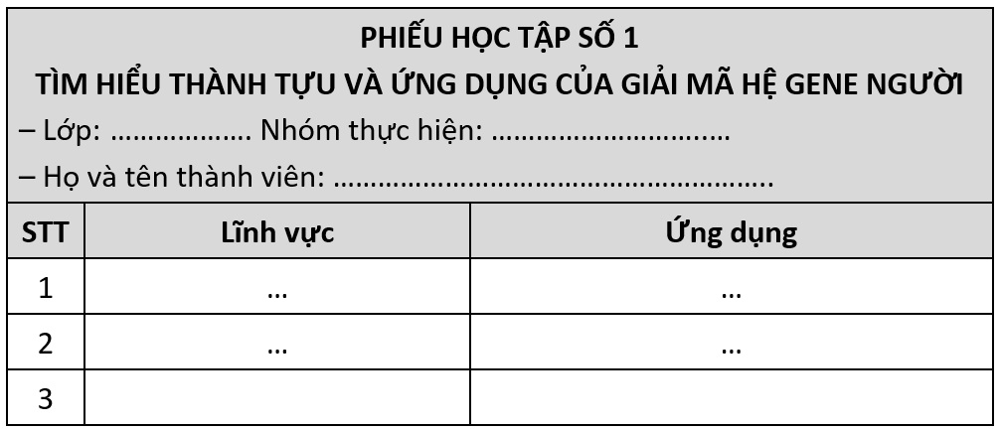 PHIẾU HỌC TẬP SỐ 1
TÌM HIỂU THÀNH TỰU VÀ ỨNG DỤNG CỦA GIẢI MÃ HỆ GENE NGƯỜI
– Lớp: ………………. Nhóm thực hiện: ………………………..…
– Họ và tên thành viên: …………………………………………………..
STT Lĩnh vực Ứng dụng
1 … …
2 … …
3